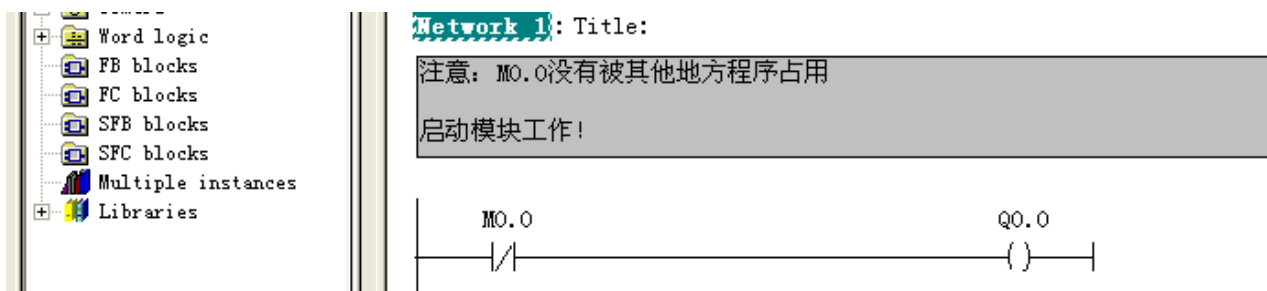 Word logic
FB blocks
FC blocks
SFB blocks
SFC blocks
Multiple instances
Libraries
Network 1: Title:
注意：M0.0没有被其他地方程序占用
启动模块工作！
M0.0 Q0.0